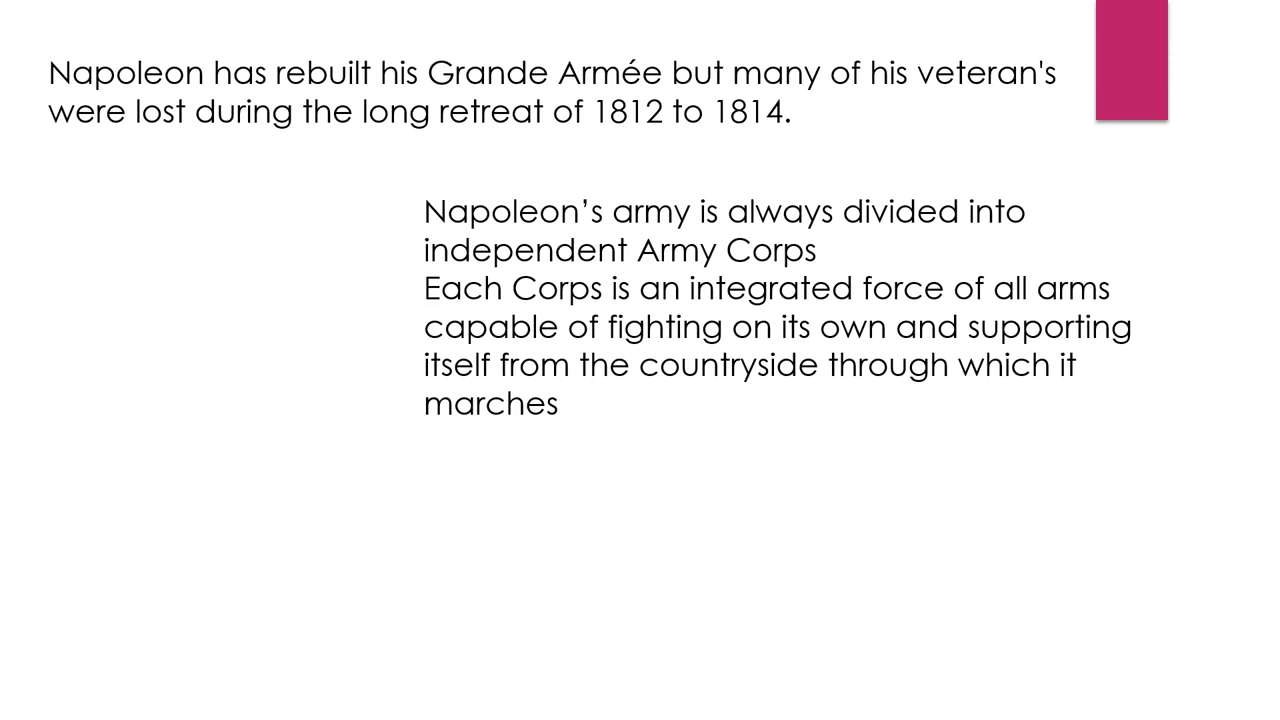 Napoleon has rebuilt his Grande Armée but many of his veteran's
were lost during the long retreat of 1812 to 1814.
Napoleon’s army is always divided into
independent Army Corps
Each Corps is an integrated force of all arms
capable of fighting on its own and supporting
itself from the countryside through which it
marches